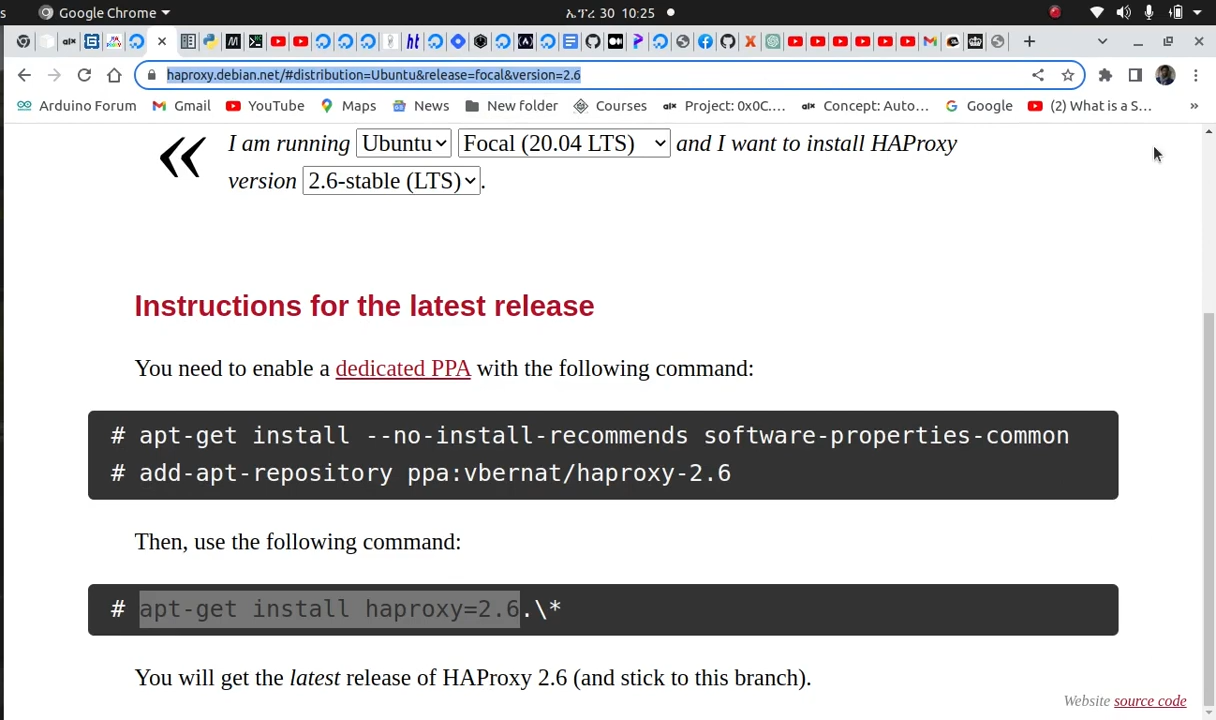 s Google Chrome ኤፕሪ 30 10:25
haproxy.debian.net/#distribution=Ubuntu&release=focal&version=2.6
Arduino Forum Gmail YouTube Maps News New folder Courses Project: 0x0C.... Concept: Auto... Google (2) What is a S... »
« I am running Ubuntu Focal (20.04 LTS) and I want to install HAProxy
version 2.6-stable (LTS).
Instructions for the latest release
You need to enable a dedicated PPA with the following command:
# apt-get install --no-install-recommends software-properties-common
# add-apt-repository ppa:vbernat/haproxy-2.6
Then, use the following command:
# apt-get install haproxy=2.6.\*
You will get the latest release of HAProxy 2.6 (and stick to this branch).
Website source code